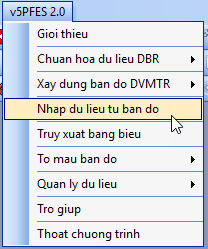 v5PFES 2.0
Gioi thieu
Chuan hoa du lieu DBR
Xay dung ban do DVMTR
Nhap du lieu tu ban do
Truy xuat bang bieu
To mau ban do
Quan ly du lieu
Tro giup
Thoat chuong trinh